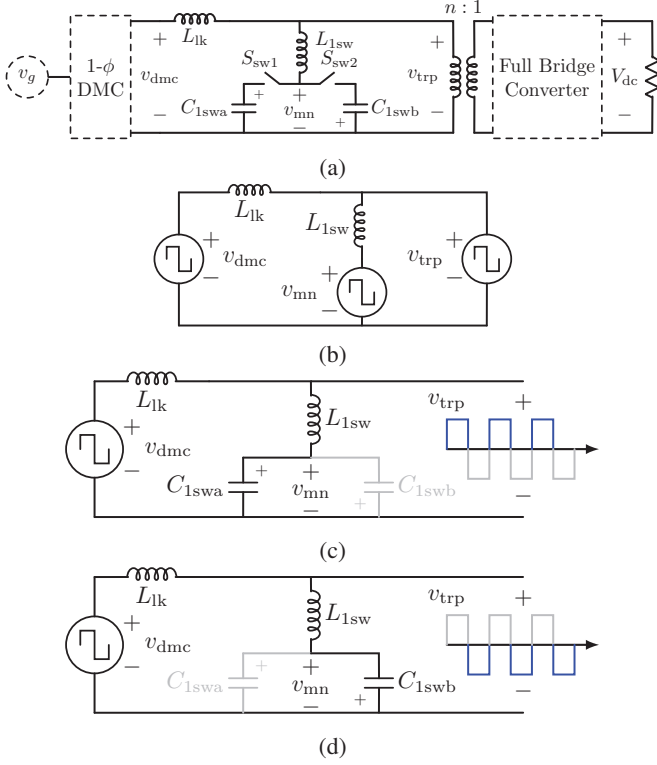 n : 1
L_lk
L_1sw
S_sw1
S_sw2
v_g
1-ϕ
DMC
+
v_dmc
−
C_1swa
+
+
v_mn
−
C_1swb
+
+
v_trp
−
Full Bridge
Converter
+
V_dc
−
(a)
L_lk
L_1sw
+
v_dmc
−
+
v_mn
−
+
v_trp
−
(b)
L_lk
L_1sw
+
v_dmc
−
C_1swa
+
+
v_mn
−
C_1swb
+
v_trp
+
−
(c)
L_lk
L_1sw
+
v_dmc
−
C_1swa
+
+
v_mn
−
C_1swb
+
v_trp
+
−
(d)